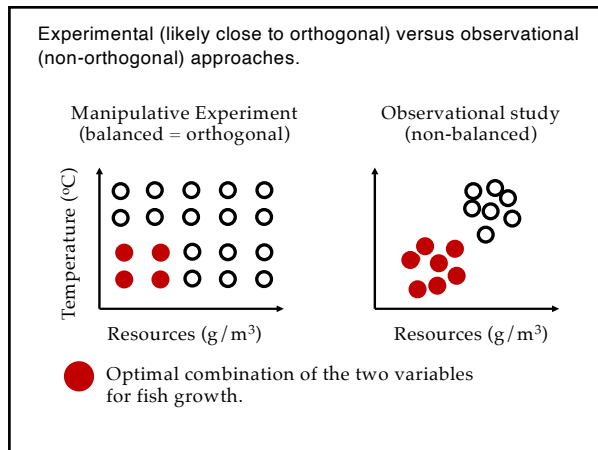 Experimental (likely close to orthogonal) versus observational
(non-orthogonal) approaches.
Manipulative Experiment
(balanced = orthogonal)
Observational study
(non-balanced)
Temperature (ºC)
Resources (g/m³)
Resources (g/m³)
Optimal combination of the two variables
for fish growth.